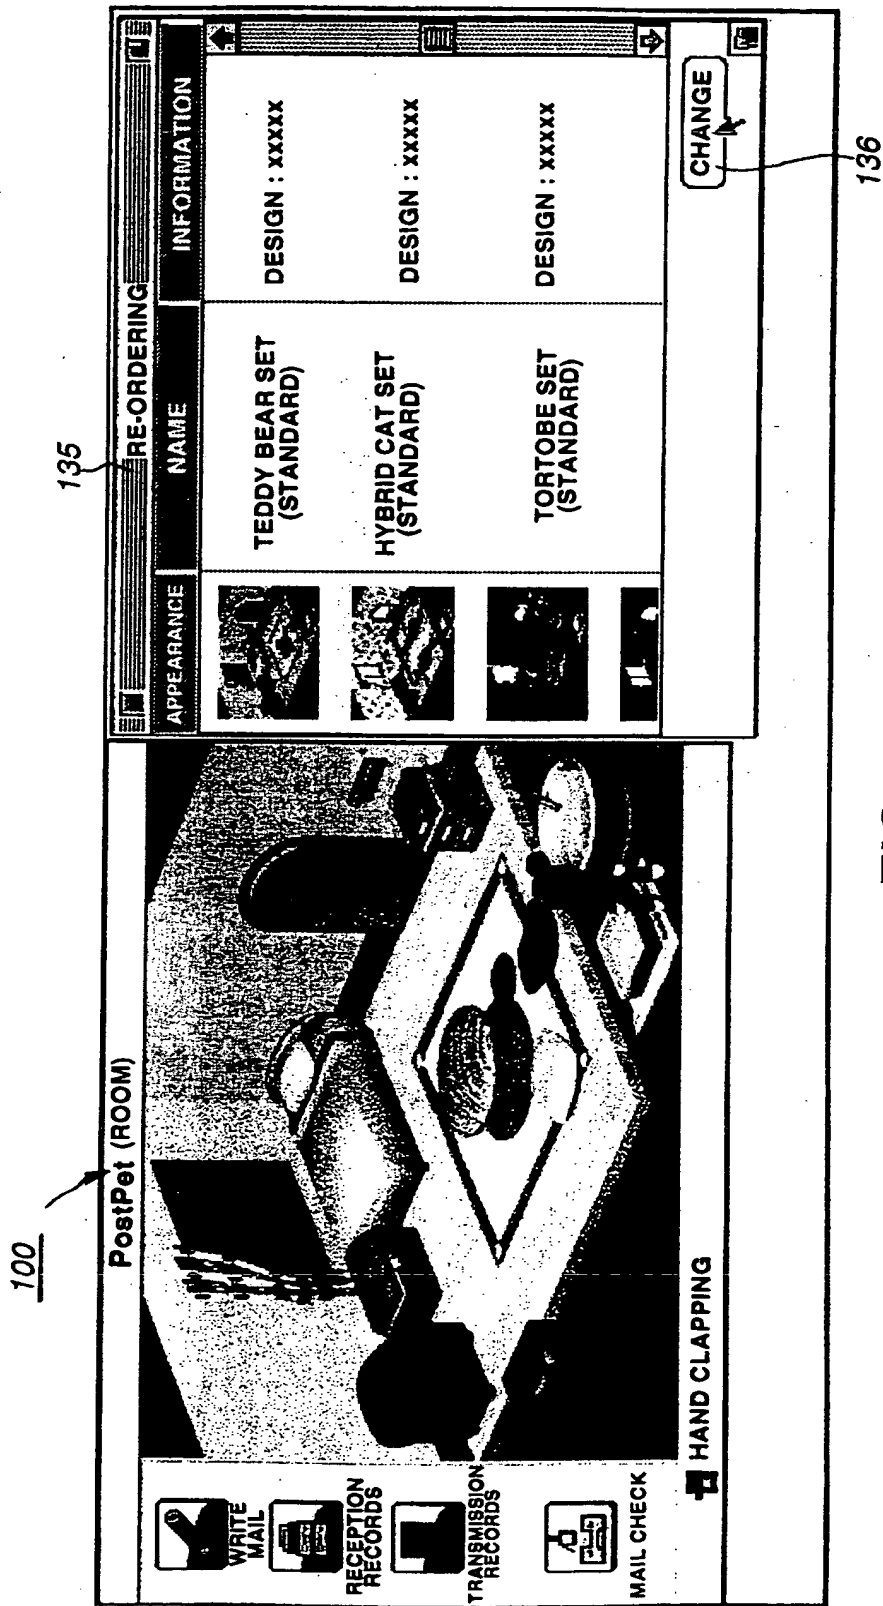 100
PostPet (ROOM)
WRITE
MAIL
RECEPTION
RECORDS
TRANSMISSION
RECORDS
MAIL CHECK
HAND CLAPPING
135
RE-ORDERING
APPEARANCE
NAME
INFORMATION
TEDDY BEAR SET
(STANDARD)
DESIGN : xxxxx
HYBRID CAT SET
(STANDARD)
DESIGN : xxxxx
TORTOBE SET
(STANDARD)
DESIGN : xxxxx
CHANGE
136